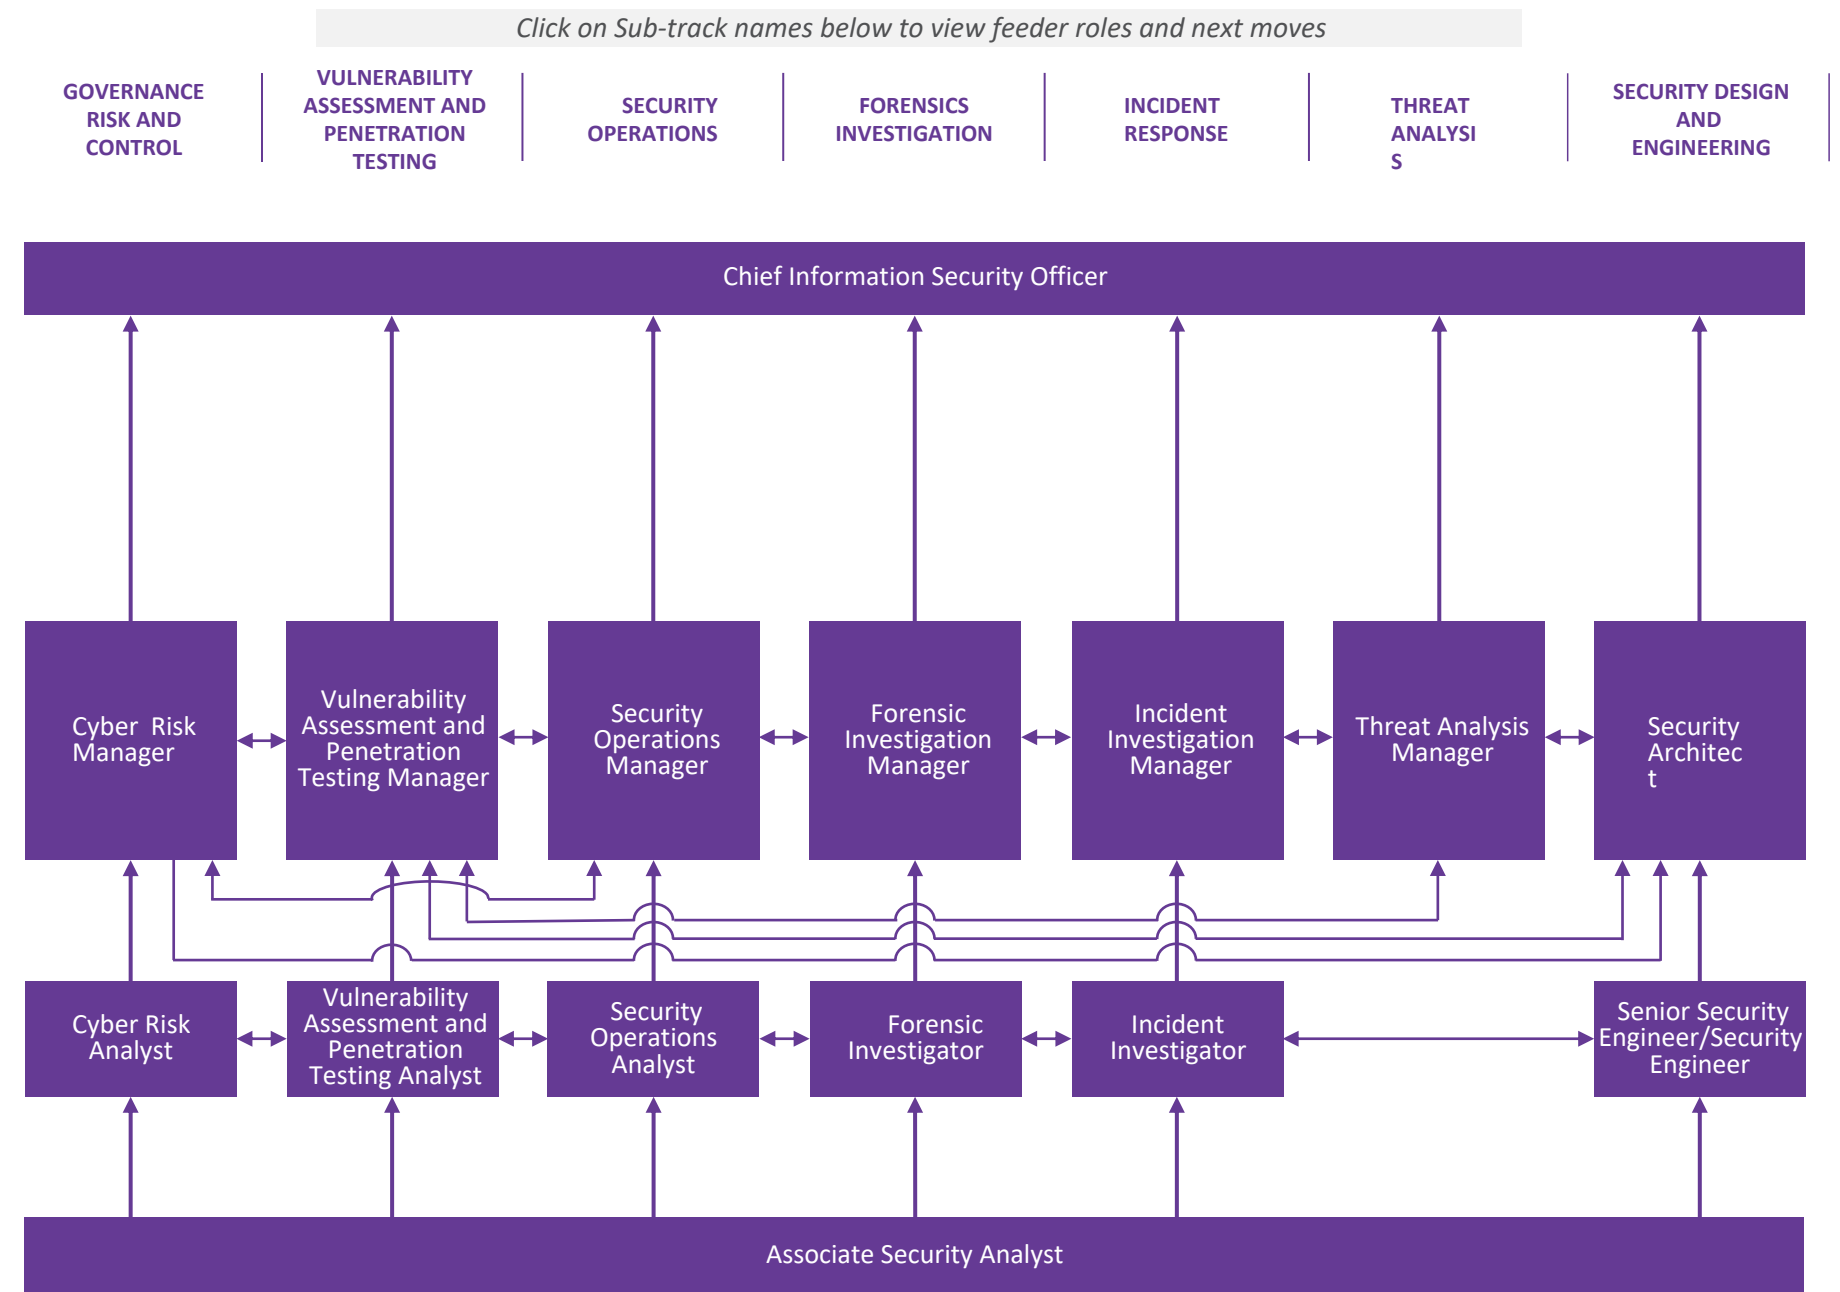 Click on Sub-track names below to view feeder roles and next moves
GOVERNANCE
RISK AND
CONTROL
VULNERABILITY
ASSESSMENT AND
PENETRATION
TESTING
SECURITY
OPERATIONS
FORENSICS
INVESTIGATION
INCIDENT
RESPONSE
THREAT
ANALYSI
S
SECURITY DESIGN
AND
ENGINEERING
Chief Information Security Officer
Cyber Risk
Manager
Vulnerability
Assessment and
Penetration
Testing Manager
Security
Operations
Manager
Forensic
Investigation
Manager
Incident
Investigation
Manager
Threat Analysis
Manager
Security
Architec
t
Cyber Risk
Analyst
Vulnerability
Assessment and
Penetration
Testing Analyst
Security
Operations
Analyst
Forensic
Investigator
Incident
Investigator
Senior Security
Engineer/Security
Engineer
Associate Security Analyst